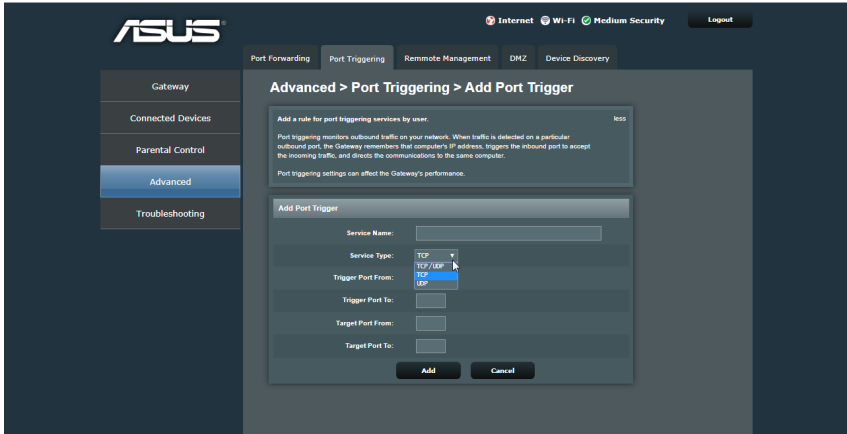 ASUS
Internet Wi-Fi Medium Security Logout
Port Forwarding Port Triggering Remmote Management DMZ Device Discovery
Gateway
Connected Devices
Parental Control
Advanced
Troubleshooting
Advanced > Port Triggering > Add Port Trigger
Add a rule for port triggering services by user. less
Port triggering monitors outbound traffic on your network. When traffic is detected on a particular
outbound port, the Gateway remembers that computer's IP address, triggers the inbound port to accept
the incoming traffic, and directs the communications to the same computer.
Port triggering settings can affect the Gateway's performance.
Add Port Trigger
Service Name:
Service Type: TCP
TCP/UDP
TCP
UDP
Trigger Port From:
Trigger Port To:
Target Port From:
Target Port To:
Add Cancel